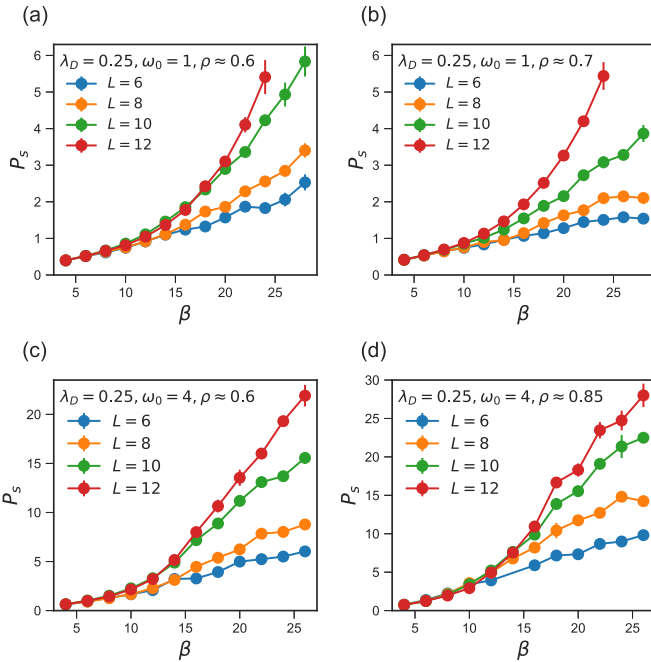 (a)
λ_D = 0.25, ω_0 = 1, ρ ≈ 0.6
L = 6
L = 8
L = 10
L = 12
P_s
6
5
4
3
2
1
0
5 10 15 20 25
β
(b)
λ_D = 0.25, ω_0 = 1, ρ ≈ 0.7
L = 6
L = 8
L = 10
L = 12
P_s
6
5
4
3
2
1
0
5 10 15 20 25
β
(c)
λ_D = 0.25, ω_0 = 4, ρ ≈ 0.6
L = 6
L = 8
L = 10
L = 12
P_s
20
15
10
5
0
5 10 15 20 25
β
(d)
λ_D = 0.25, ω_0 = 4, ρ ≈ 0.85
L = 6
L = 8
L = 10
L = 12
P_s
30
25
20
15
10
5
0
5 10 15 20 25
β